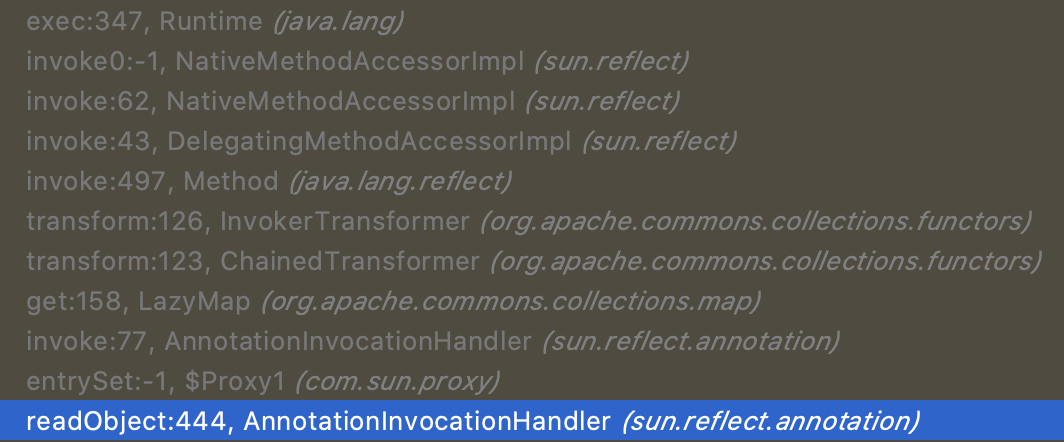 exec:347, Runtime (java.lang)
invoke0:-1, NativeMethodAccessorImpl (sun.reflect)
invoke:62, NativeMethodAccessorImpl (sun.reflect)
invoke:43, DelegatingMethodAccessorImpl (sun.reflect)
invoke:497, Method (java.lang.reflect)
transform:126, InvokerTransformer (org.apache.commons.collections.functors)
transform:123, ChainedTransformer (org.apache.commons.collections.functors)
get:158, LazyMap (org.apache.commons.collections.map)
invoke:77, AnnotationInvocationHandler (sun.reflect.annotation)
entrySet:-1, $Proxy1 (com.sun.proxy)
readObject:444, AnnotationInvocationHandler (sun.reflect.annotation)